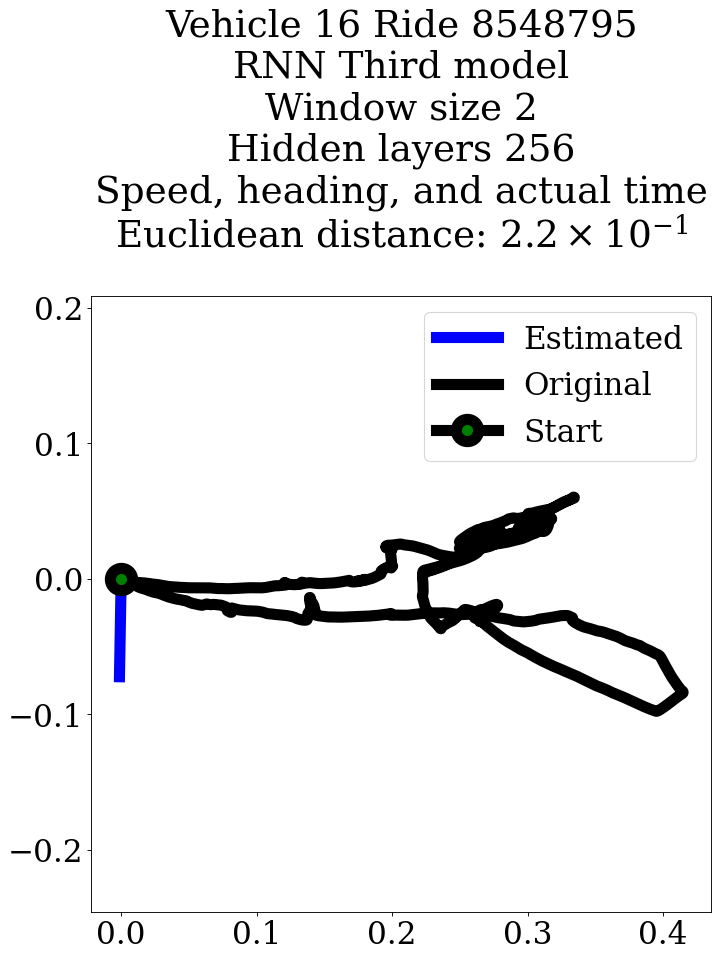 Vehicle 16 Ride 8548795
RNN Third model
Window size 2
Hidden layers 256
Speed, heading, and actual time
Euclidean distance: 2.2 × 10⁻¹
Estimated
Original
Start
0.2
0.1
0.0
−0.1
−0.2
0.0 0.1 0.2 0.3 0.4